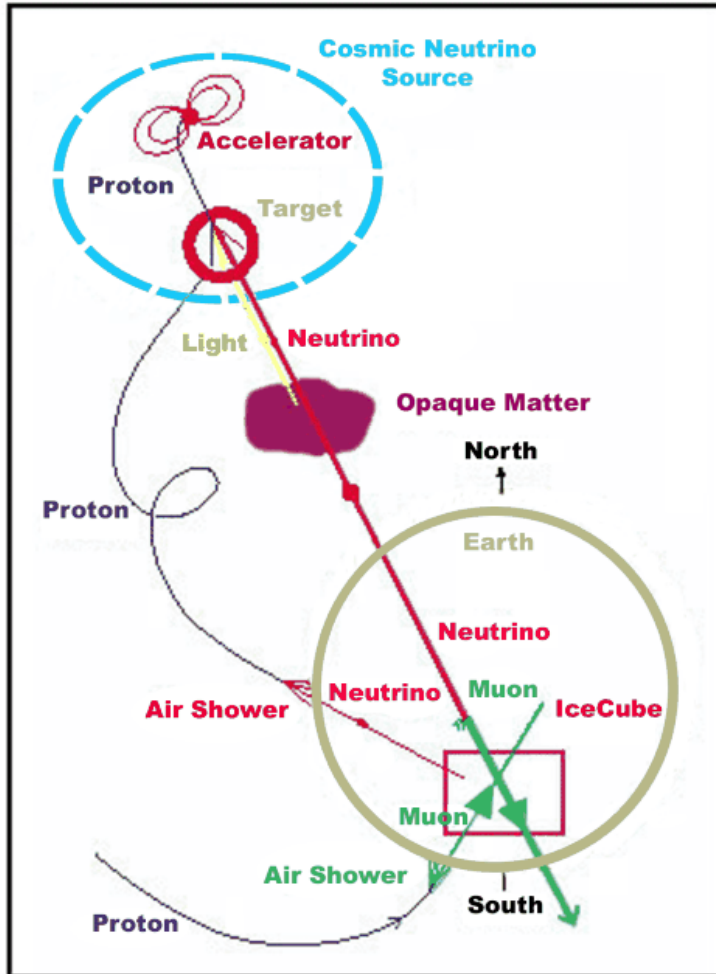 Cosmic Neutrino
Source
Accelerator
Proton
Target
Light
Neutrino
Opaque Matter
North
Proton
Earth
Neutrino
Neutrino
Muon
Air Shower
IceCube
Muon
Air Shower
South
Proton